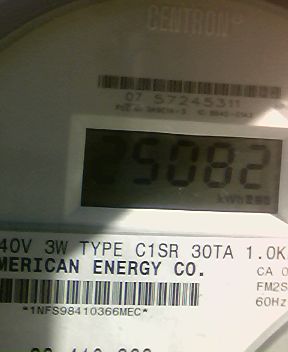 CENTRON
07 57245311
25082
kWh
40V 3W TYPE C1SR 30TA 1.0K
MERICAN ENERGY CO.
CA 0
FM2S
60Hz
*1NFS98410366MEC*